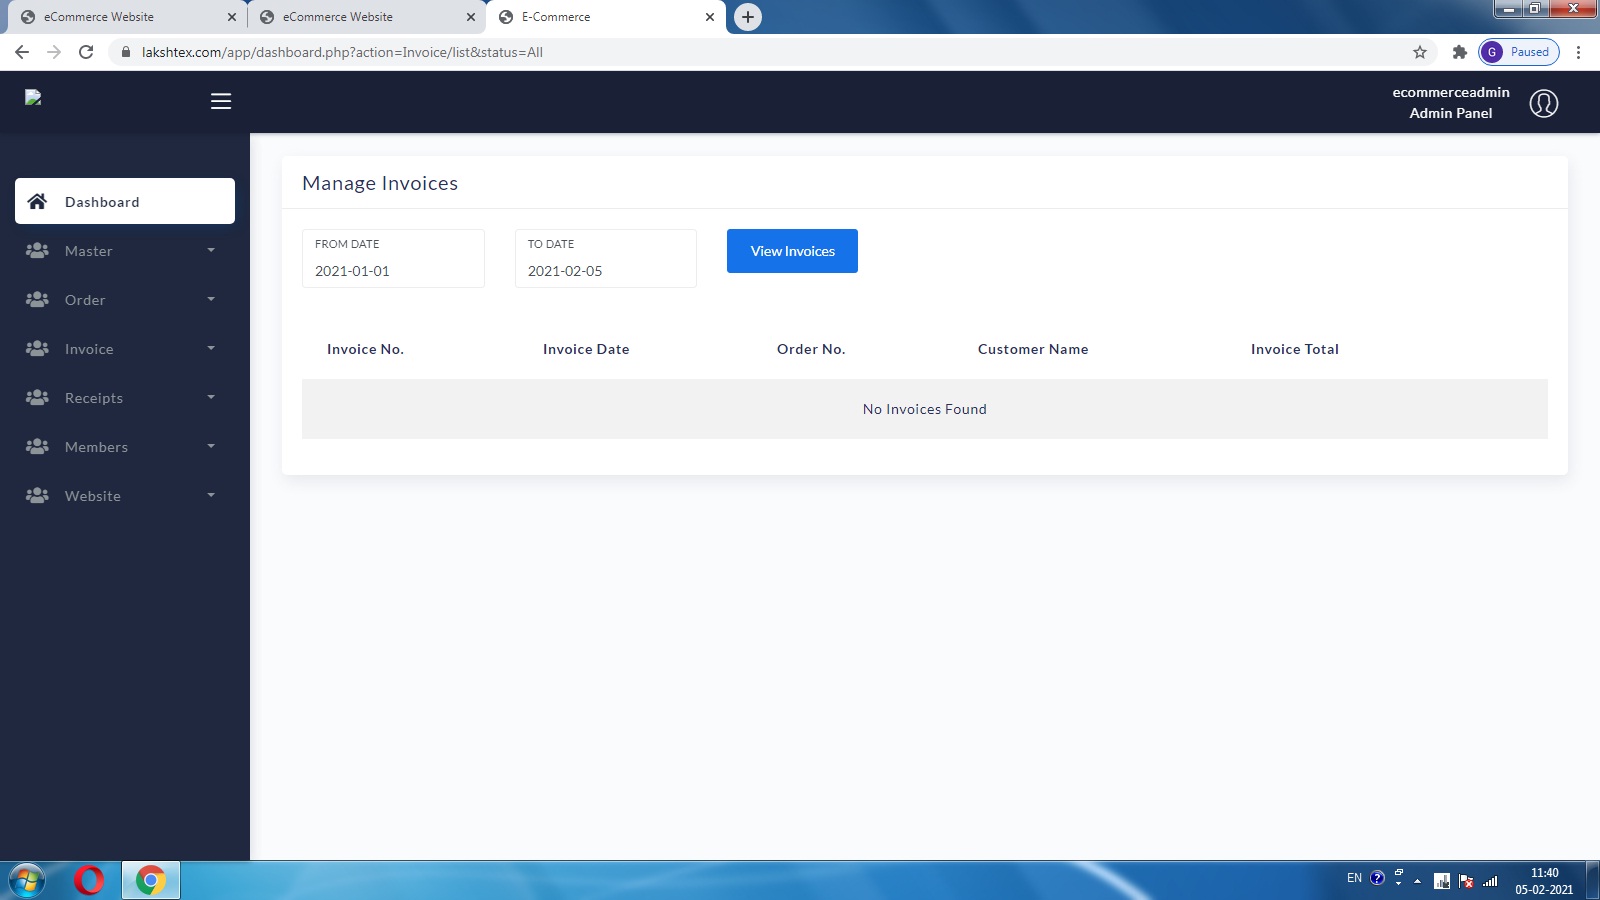 eCommerce Website
eCommerce Website
E-Commerce
lakshtex.com/app/dashboard.php?action=Invoice/list&status=All
G Paused
ecommerceadmin
Admin Panel
Dashboard
Master
Order
Invoice
Receipts
Members
Website
Manage Invoices
FROM DATE
2021-01-01
TO DATE
2021-02-05
View Invoices
Invoice No. Invoice Date Order No. Customer Name Invoice Total
No Invoices Found
EN
11:40
05-02-2021